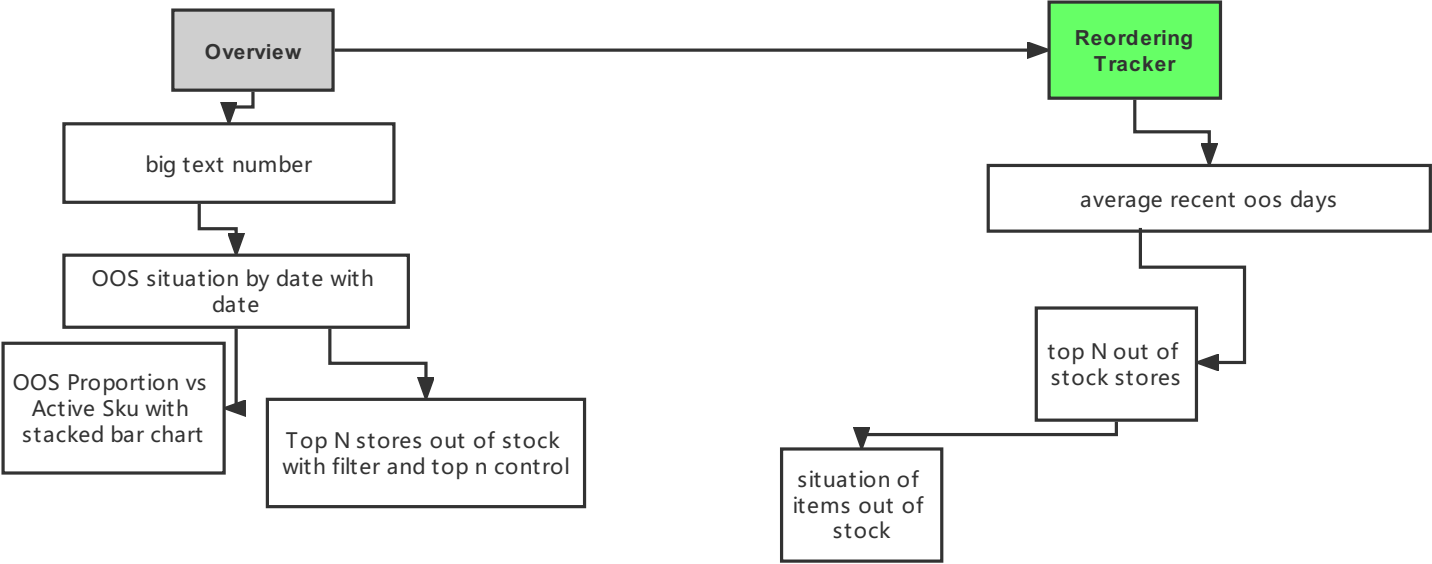 Overview
Reordering
Tracker
big text number
average recent oos days
OOS situation by date with
date
top N out of
stock stores
OOS Proportion vs
Active Sku with
stacked bar chart
Top N stores out of stock
with filter and top n control
situation of
items out of
stock